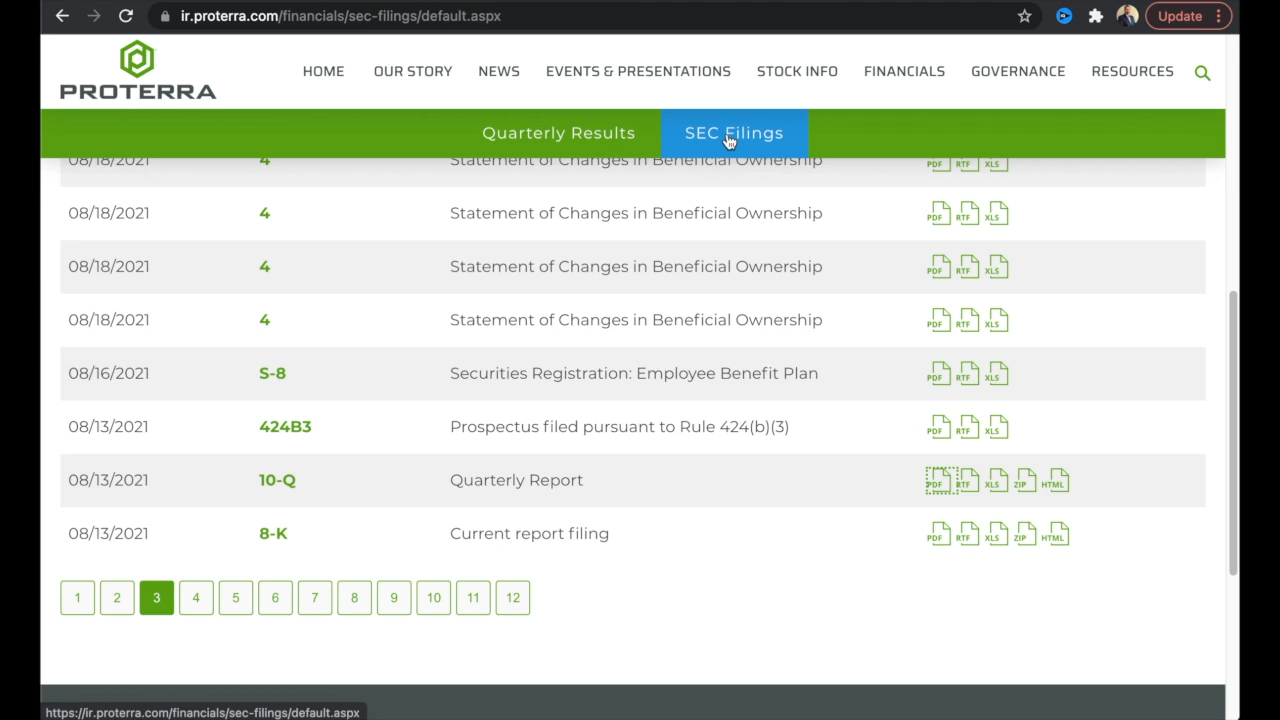 ir.proterra.com/financials/sec-filings/default.aspx
Update
PROTERRA
HOME OUR STORY NEWS EVENTS & PRESENTATIONS STOCK INFO FINANCIALS GOVERNANCE RESOURCES
Quarterly Results SEC Filings
08/18/2021 4 Statement of Changes in Beneficial Ownership PDF RTF XLS
08/18/2021 4 Statement of Changes in Beneficial Ownership PDF RTF XLS
08/18/2021 4 Statement of Changes in Beneficial Ownership PDF RTF XLS
08/18/2021 4 Statement of Changes in Beneficial Ownership PDF RTF XLS
08/16/2021 S-8 Securities Registration: Employee Benefit Plan PDF RTF XLS
08/13/2021 424B3 Prospectus filed pursuant to Rule 424(b)(3) PDF RTF XLS
08/13/2021 10-Q Quarterly Report PDF RTF XLS ZIP HTML
08/13/2021 8-K Current report filing PDF RTF XLS ZIP HTML
1 2 3 4 5 6 7 8 9 10 11 12
https://ir.proterra.com/financials/sec-filings/default.aspx